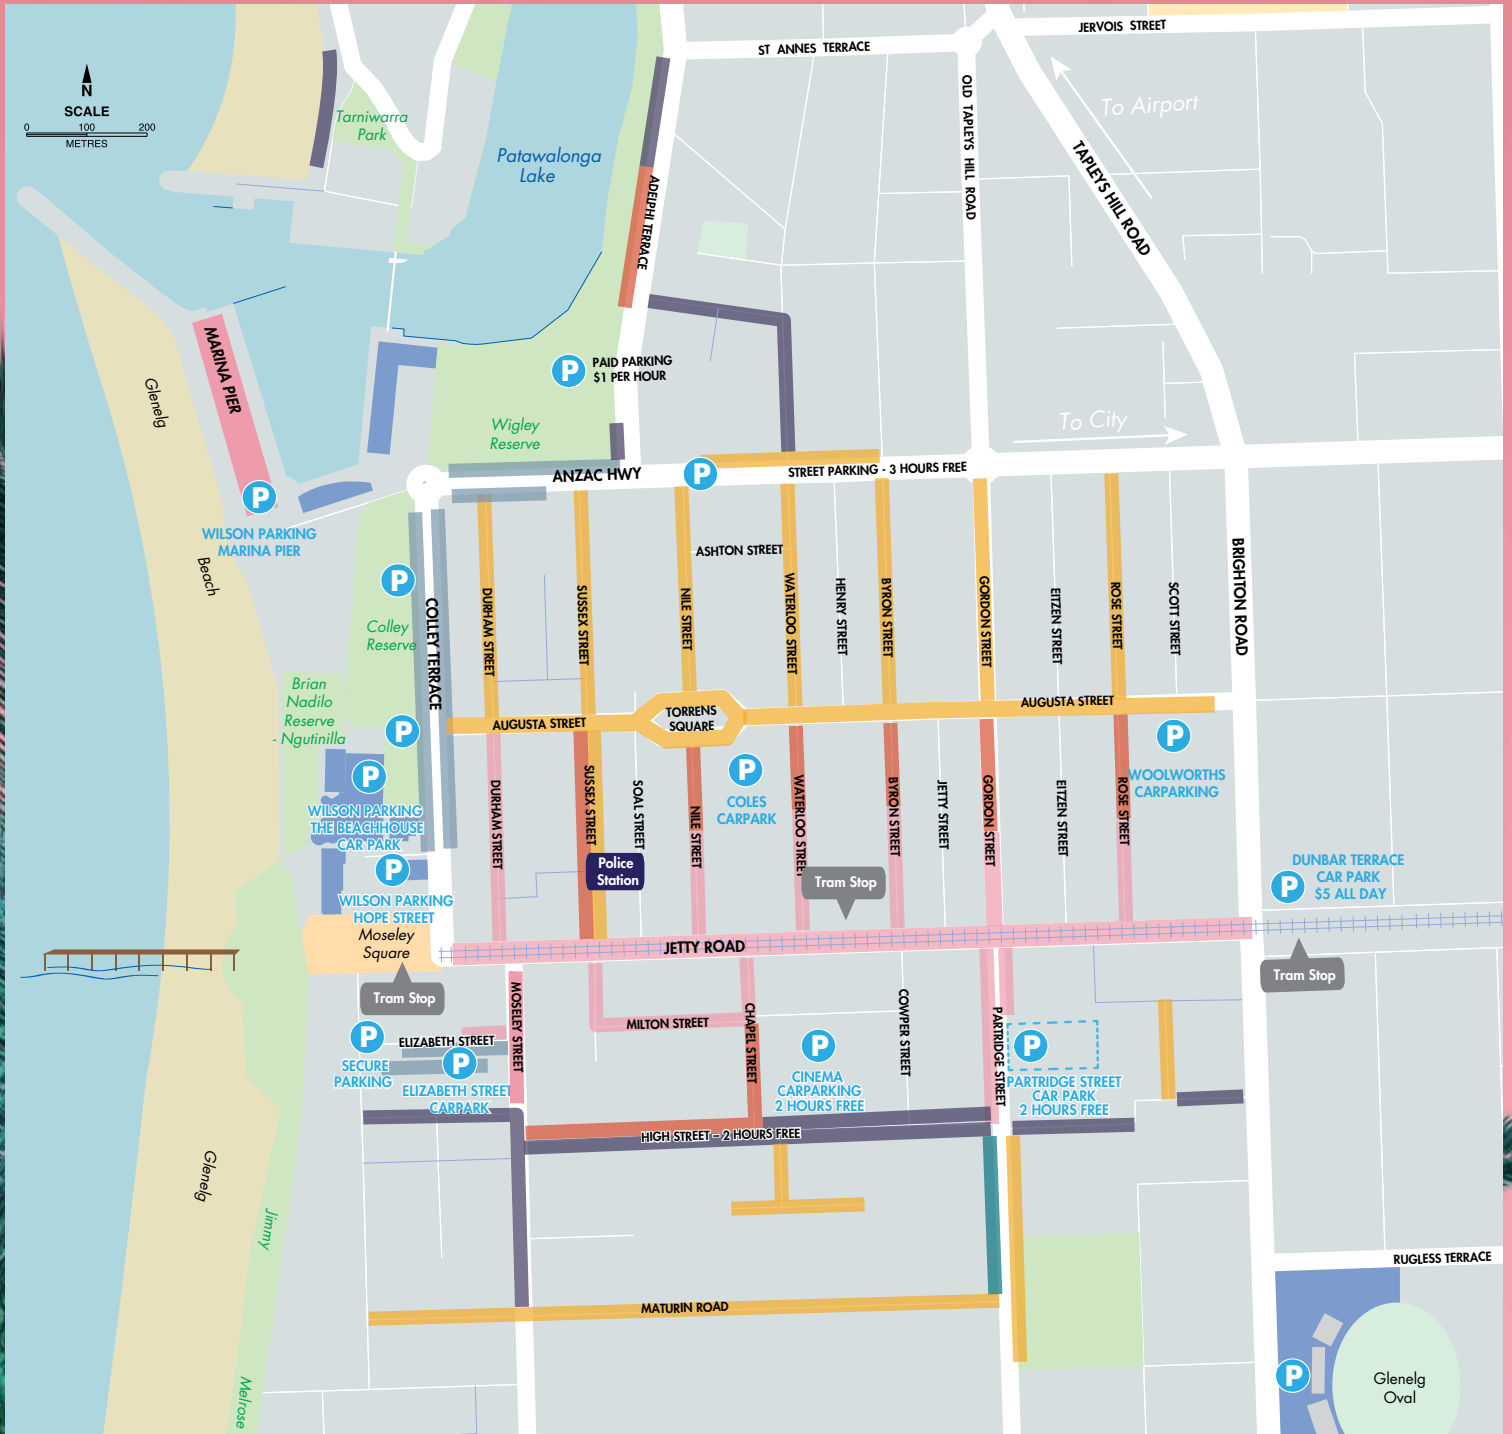 JERVOIS STREET
ST ANNES TERRACE
N
SCALE
0 100 200
METRES
OLD TAPLEYS HILL ROAD
To Airport
TAPLEYS HILL ROAD
Tarniwarra
Park
Patawalonga
Lake
ADELPHI TERRACE
MARINA PIER
P
PAID PARKING
$1 PER HOUR
Glenelg
Wigley
Reserve
To City
ANZAC HWY
P
STREET PARKING - 3 HOURS FREE
P
WILSON PARKING
MARINA PIER
Beach
ASHTON STREET
P
COLLEY TERRACE
Colley
Reserve
DURHAM STREET
SUSSEX STREET
NILE STREET
WATERLOO STREET
HENRY STREET
BYRON STREET
GORDON STREET
EITZEN STREET
ROSE STREET
SCOTT STREET
BRIGHTON ROAD
Brian
Nadilo
Reserve
- Ngutinilla
P
AUGUSTA STREET
TORRENS
SQUARE
AUGUSTA STREET
P
WOOLWORTHS
CARPARKING
P
WILSON PARKING
THE BEACHHOUSE
CAR PARK
P
COLES
CARPARK
DURHAM STREET
SUSSEX STREET
SOAL STREET
NILE STREET
WATERLOO STREET
BYRON STREET
JETTY STREET
GORDON STREET
EITZEN STREET
ROSE STREET
Police
Station
Tram Stop
P
DUNBAR TERRACE
CAR PARK
$5 ALL DAY
P
WILSON PARKING
HOPE STREET
Moseley
Square
JETTY ROAD
Tram Stop
Tram Stop
MOSELEY STREET
MILTON STREET
CHAPEL STREET
COWPER STREET
PARTRIDGE STREET
P
SECURE
PARKING
ELIZABETH STREET
P
ELIZABETH STREET
CARPARK
P
CINEMA
CARPARKING
2 HOURS FREE
P
PARTRIDGE STREET
CAR PARK
2 HOURS FREE
HIGH STREET – 2 HOURS FREE
Glenelg
Jimmy
Melrose
MATURIN ROAD
RUGLESS TERRACE
P
Glenelg
Oval